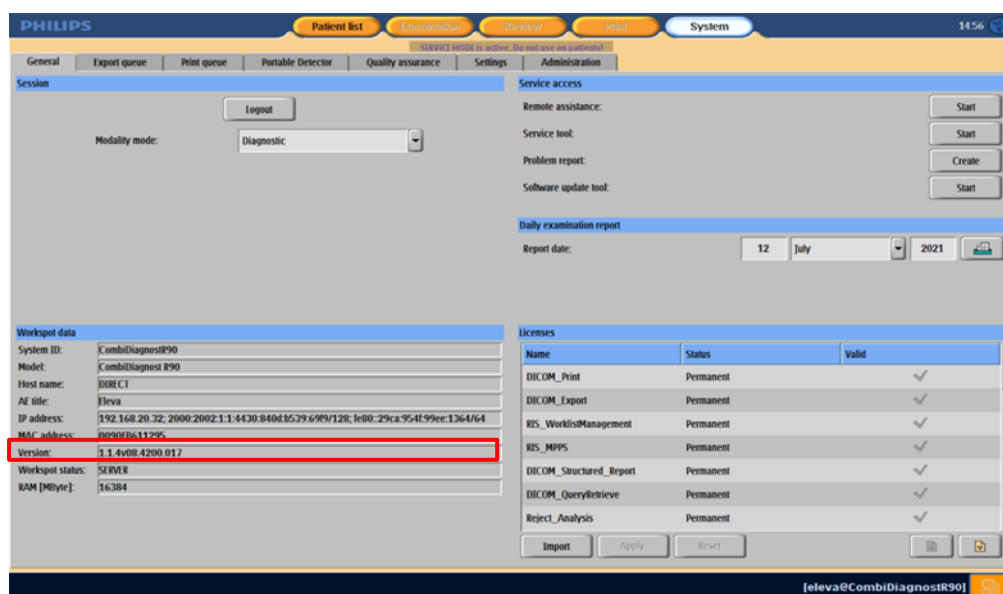 PHILIPS Patient list Examination Review Print System 14:56
SERVICE MODE is active. Do not use on patients!
General Export queue Print queue Portable Detector Quality assurance Settings Administration
Session
Logout
Modality mode: Diagnostic
Service access
Remote assistance: Start
Service tool: Start
Problem report: Create
Software update tool: Start
Daily examination report
Report date: 12 July 2021
Workspot data
System ID: CombiDiagnostR90
Model: CombiDiagnost R90
Host name: DIRECT
AE title: Eleva
IP address: 192.168.20.32; 2000:2002:1:1:4430:840d:b539:69f9/128; fe80::29ca:954f:99ee:1364/64
MAC address: 0090FB611295
Version: 1.1.4v08.4200.017
Workspot status: SERVER
RAM [MByte]: 16384
Licenses
Name Status Valid
DICOM_Print Permanent
DICOM_Export Permanent
RIS_WorklistManagement Permanent
RIS_MPPS Permanent
DICOM_Structured_Report Permanent
DICOM_QueryRetrieve Permanent
Reject_Analysis Permanent
Import Apply Reset
[eleva@CombiDiagnostR90]